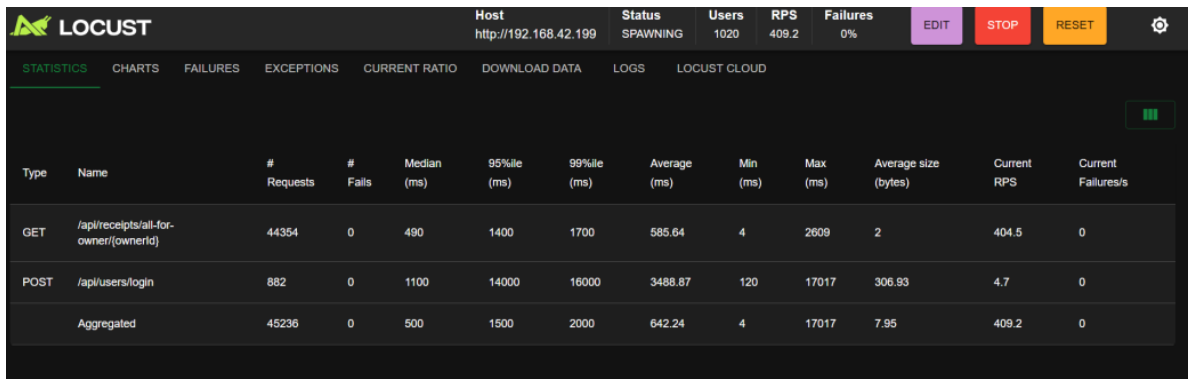 LOCUST
Host Status Users RPS Failures
http://192.168.42.199 SPAWNING 1020 409.2 0%
EDIT STOP RESET
STATISTICS CHARTS FAILURES EXCEPTIONS CURRENT RATIO DOWNLOAD DATA LOGS LOCUST CLOUD
Type Name # Requests # Fails Median (ms) 95%ile (ms) 99%ile (ms) Average (ms) Min (ms) Max (ms) Average size (bytes) Current RPS Current Failures/s
GET /api/receipts/all-for-owner/{ownerId} 44354 0 490 1400 1700 585.64 4 2609 2 404.5 0
POST /api/users/login 882 0 1100 14000 16000 3488.87 120 17017 306.93 4.7 0
Aggregated 45236 0 500 1500 2000 642.24 4 17017 7.95 409.2 0